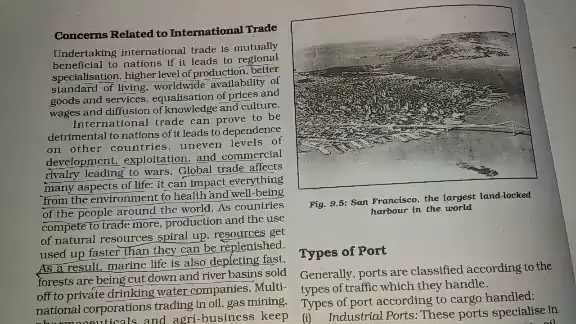 Concerns Related to International Trade
Undertaking international trade is mutually
beneficial to nations if it leads to regional
specialisation, higher level of production, better
standard of living, worldwide availability of
goods and services, equalisation of prices and
wages and diffusion of knowledge and culture.
International trade can prove to be
detrimental to nations of it leads to dependence
on other countries, uneven levels of
development, exploitation, and commercial
rivalry leading to wars. Global trade affects
many aspects of life; it can impact everything
from the environment to health and well-being
of the people around the world. As countries
compete to trade more, production and the use
of natural resources spiral up, resources get
used up faster than they can be replenished.
As a result, marine life is also depleting fast,
forests are being cut down and river basins sold
off to private drinking water companies. Multi-
national corporations trading in oil, gas mining,
pharmaceuticals and agri-business keep
Fig. 9.5: San Francisco, the largest land-locked
harbour in the world
Types of Port
Generally, ports are classified according to the
types of traffic which they handle.
Types of port according to cargo handled:
(i) Industrial Ports: These ports specialise in